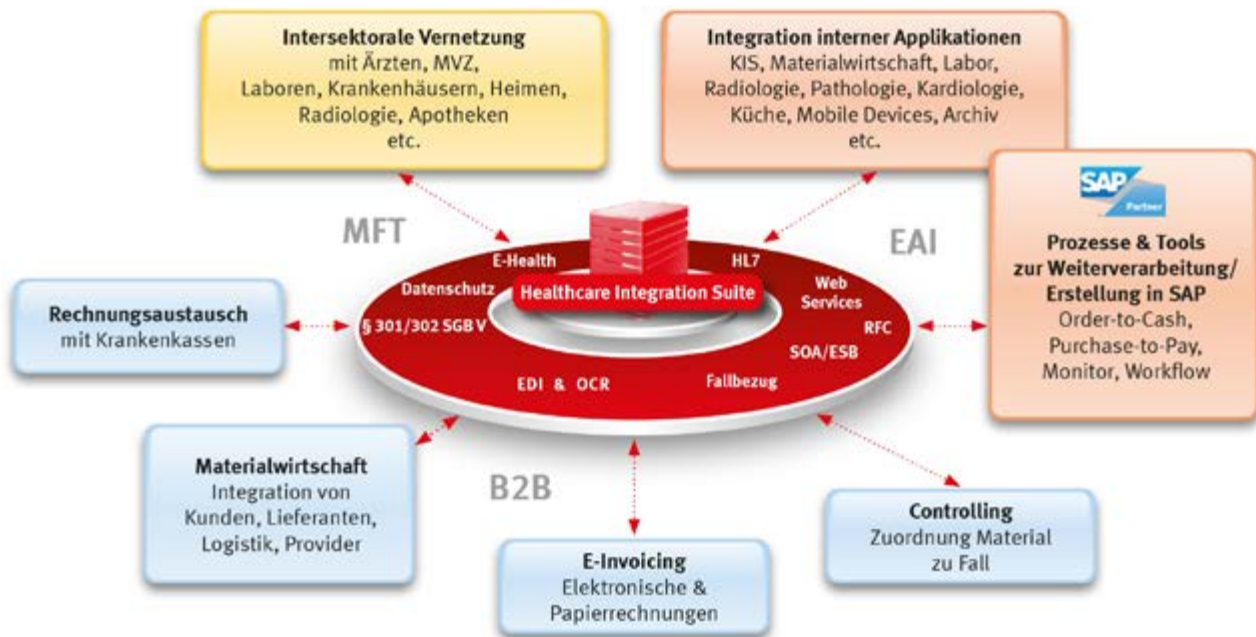 Intersektorale Vernetzung
mit Ärzten, MVZ,
Laboren, Krankenhäusern, Heimen,
Radiologie, Apotheken
etc.
Integration interner Applikationen
KIS, Materialwirtschaft, Labor,
Radiologie, Pathologie, Kardiologie,
Küche, Mobile Devices, Archiv
etc.
SAP
Partner
Prozesse & Tools
zur Weiterverarbeitung/
Erstellung in SAP
Order-to-Cash,
Purchase-to-Pay,
Monitor, Workflow
MFT
EAI
E-Health
HL7
Datenschutz
Healthcare Integration Suite
Web
Services
§ 301/302 SGB V
RFC
SOA/ESB
EDI & OCR
Fallbezug
Rechnungsaustausch
mit Krankenkassen
Materialwirtschaft
Integration von
Kunden, Lieferanten,
Logistik, Provider
B2B
E-Invoicing
Elektronische &
Papierrechnungen
Controlling
Zuordnung Material
zu Fall